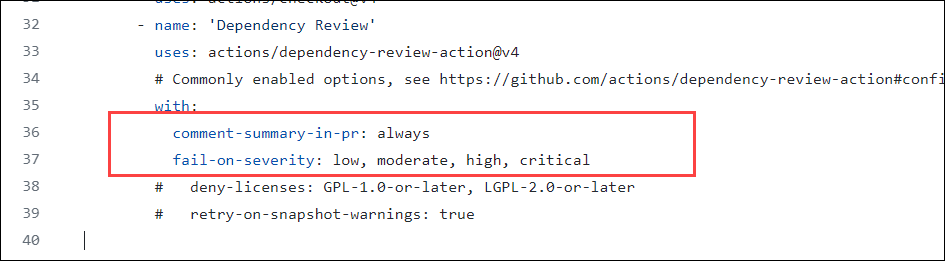 32 - name: 'Dependency Review'
33 uses: actions/dependency-review-action@v4
34 # Commonly enabled options, see https://github.com/actions/dependency-review-action#confi
35 with:
36 comment-summary-in-pr: always
37 fail-on-severity: low, moderate, high, critical
38 # deny-licenses: GPL-1.0-or-later, LGPL-2.0-or-later
39 # retry-on-snapshot-warnings: true
40